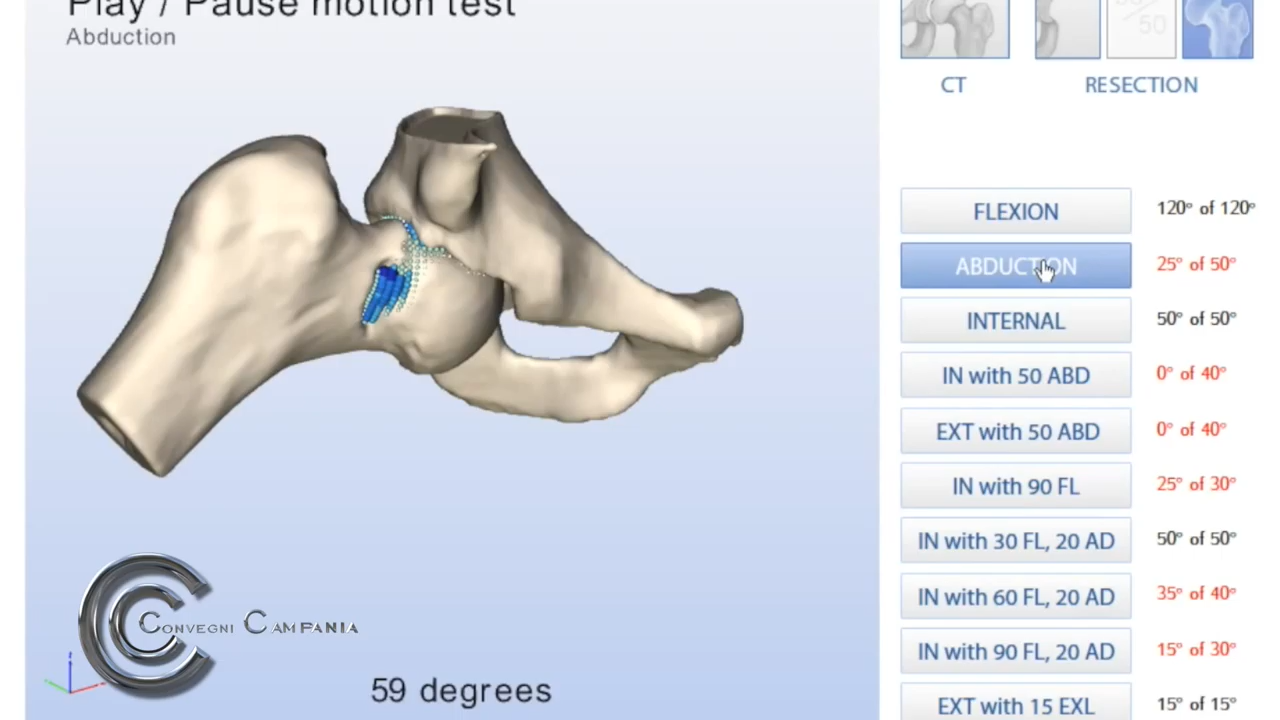 Play / Pause motion test
Abduction
50
CT
RESECTION
FLEXION 120° of 120°
ABDUCTION 25° of 50°
INTERNAL 50° of 50°
IN with 50 ABD 0° of 40°
EXT with 50 ABD 0° of 40°
IN with 90 FL 25° of 30°
IN with 30 FL, 20 AD 50° of 50°
IN with 60 FL, 20 AD 35° of 40°
IN with 90 FL, 20 AD 15° of 30°
EXT with 15 EXL 15° of 15°
CONVEGNI CAMPANIA
59 degrees